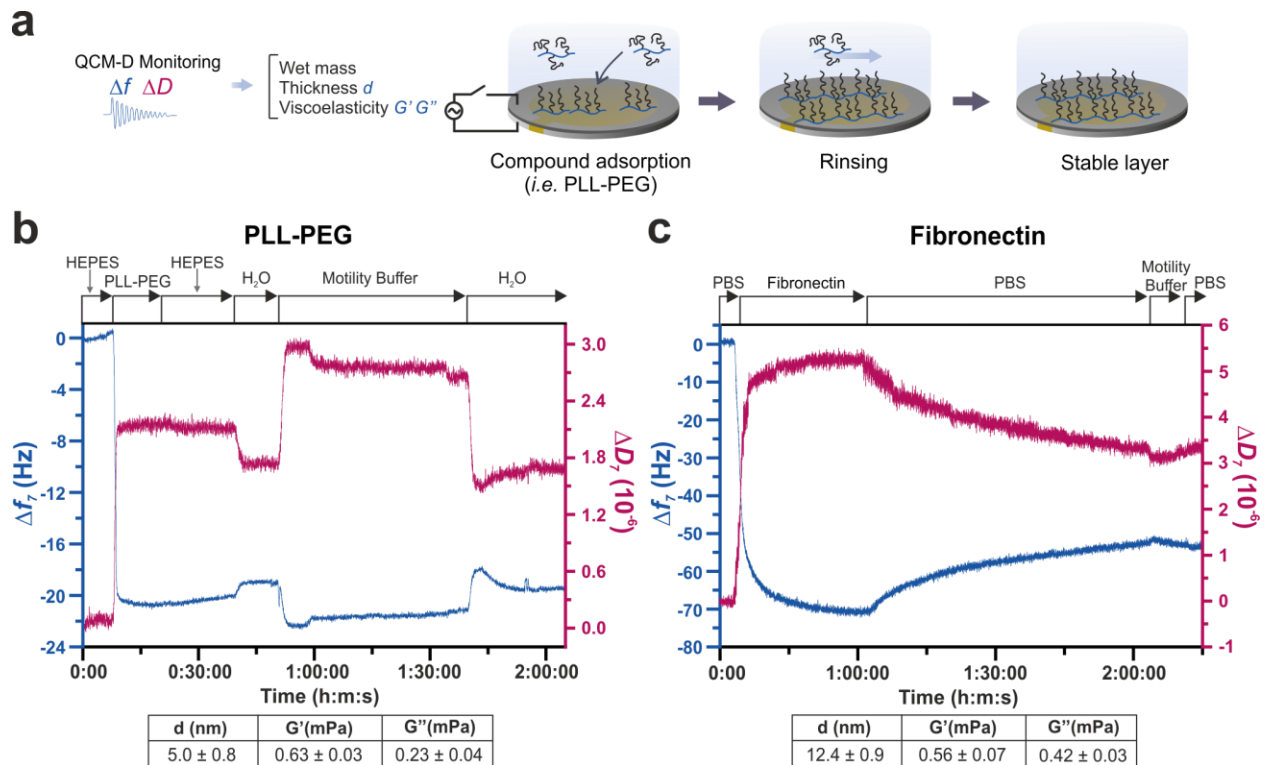 a
QCM-D Monitoring
Δf ΔD
Wet mass
Thickness d
Viscoelasticity G' G''
Compound adsorption
(i.e. PLL-PEG)
Rinsing
Stable layer
b
PLL-PEG
HEPES
PLL-PEG
HEPES
H₂O
Motility Buffer
H₂O
Δf₇ (Hz)
0
-4
-8
-12
-16
-20
-24
3.0
2.4
1.8
1.2
0.6
0.0
ΔD₇ (10⁻⁶)
0:00
0:30:00
1:00:00
1:30:00
2:00:00
Time (h:m:s)
d (nm) G'(mPa) G''(mPa)
5.0 ± 0.8 0.63 ± 0.03 0.23 ± 0.04
c
Fibronectin
PBS
Fibronectin
PBS
Motility
Buffer
PBS
Δf₇ (Hz)
0
-10
-20
-30
-40
-50
-60
-70
-80
6
5
4
3
2
1
0
-1
ΔD₇ (10⁻⁶)
0:00
1:00:00
1:30:00
2:00:00
Time (h:m:s)
d (nm) G'(mPa) G''(mPa)
12.4 ± 0.9 0.56 ± 0.07 0.42 ± 0.03